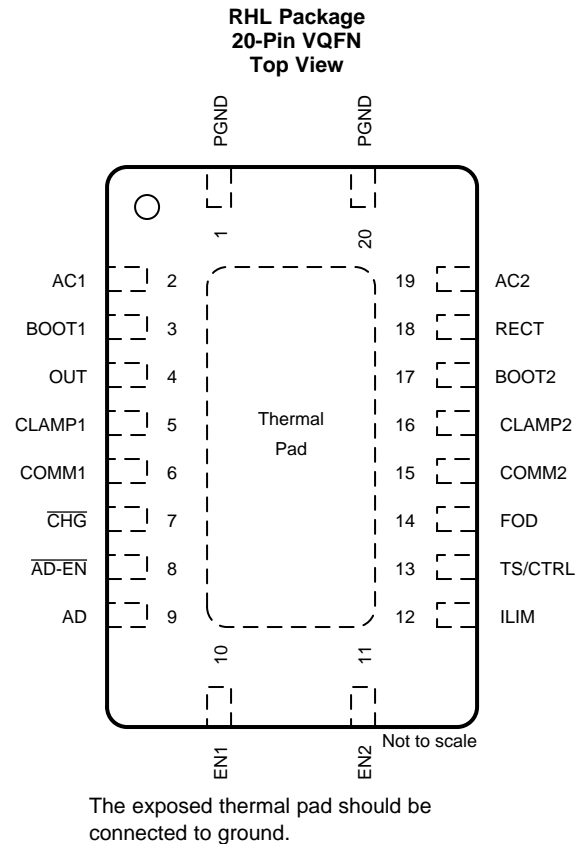 RHL Package
20-Pin VQFN
Top View
PGND
PGND
1
20
AC1 2
19 AC2
BOOT1 3
18 RECT
OUT 4
17 BOOT2
CLAMP1 5
16 CLAMP2
COMM1 6
15 COMM2
C̅H̅G̅ 7
14 FOD
A̅D̅-̅E̅N̅ 8
13 TS/CTRL
AD 9
12 ILIM
Thermal
Pad
10
11
EN1
EN2
Not to scale
The exposed thermal pad should be
connected to ground.